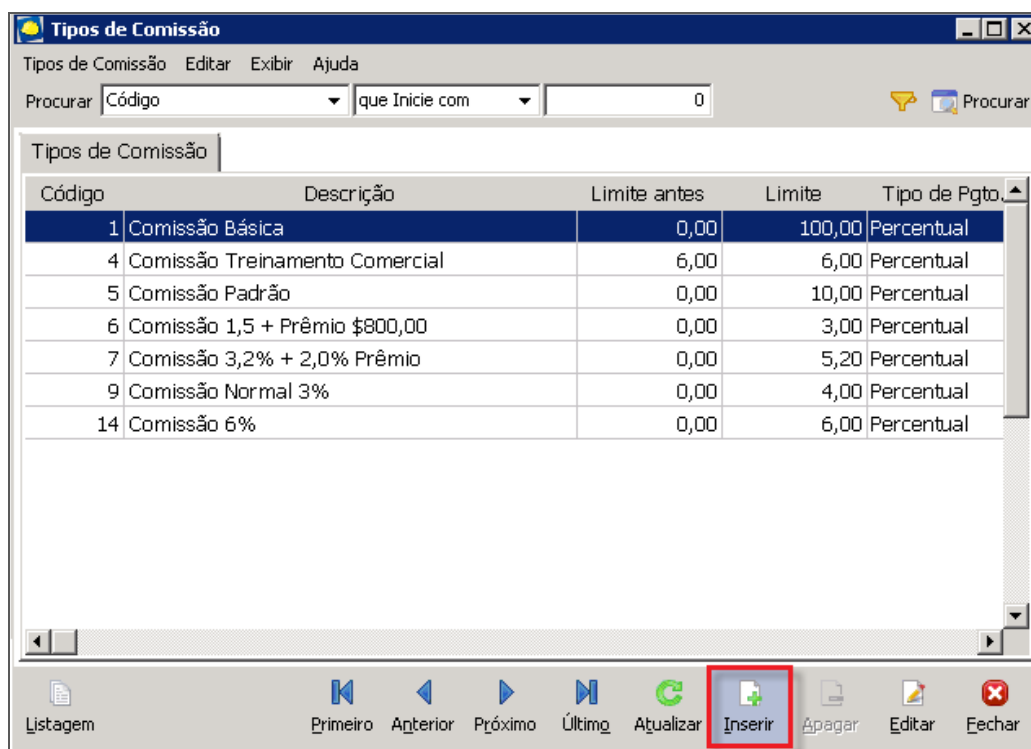 Tipos de Comissão
Tipos de Comissão Editar Exibir Ajuda
Procurar Código que Inicie com 0 Procurar
Tipos de Comissão
Código Descrição Limite antes Limite Tipo de Pgto.
1 Comissão Básica 0,00 100,00 Percentual
4 Comissão Treinamento Comercial 6,00 6,00 Percentual
5 Comissão Padrão 0,00 10,00 Percentual
6 Comissão 1,5 + Prêmio $800,00 0,00 3,00 Percentual
7 Comissão 3,2% + 2,0% Prêmio 0,00 5,20 Percentual
9 Comissão Normal 3% 0,00 4,00 Percentual
14 Comissão 6% 0,00 6,00 Percentual
Listagem Primeiro Anterior Próximo Último Atualizar Inserir Apagar Editar Fechar